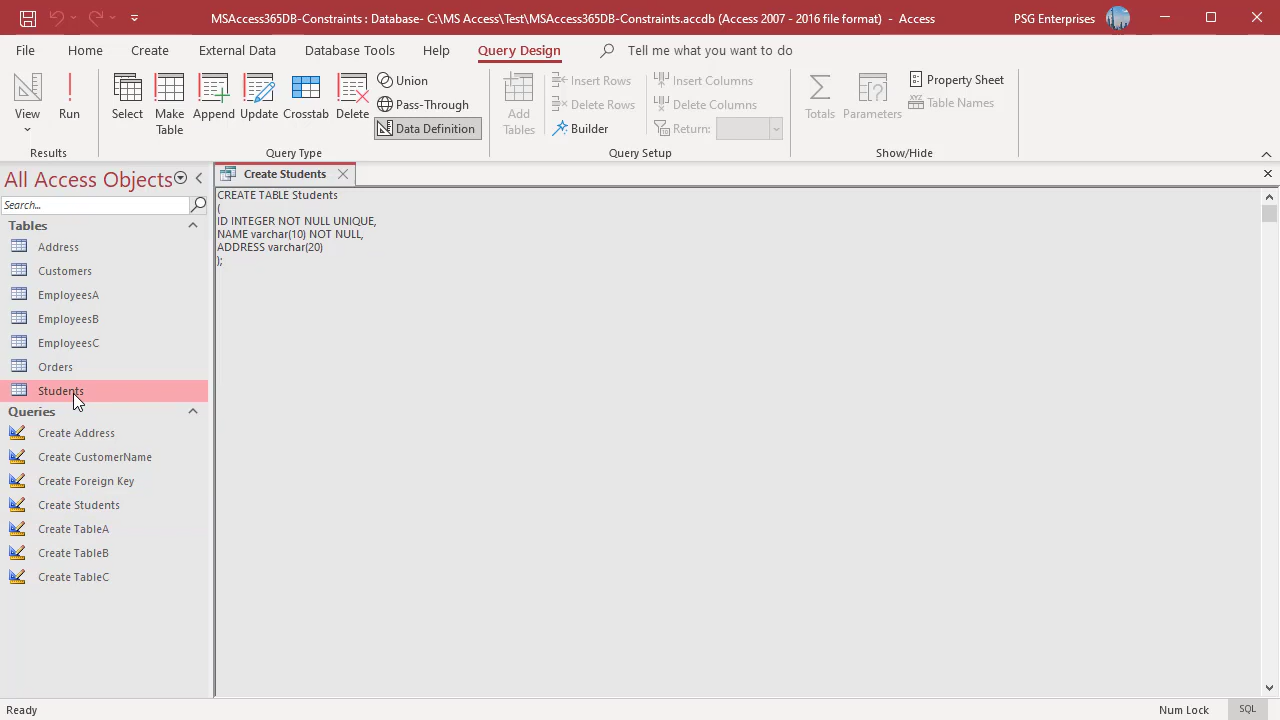 MSAccess365DB-Constraints : Database- C:\MS Access\Test\MSAccess365DB-Constraints.accdb (Access 2007 - 2016 file format) - Access
PSG Enterprises
File Home Create External Data Database Tools Help Query Design Tell me what you want to do
View
Run
Results
Select
Make Table
Append
Update
Crosstab
Delete
Union
Pass-Through
Data Definition
Query Type
Add Tables
Insert Rows
Delete Rows
Builder
Insert Columns
Delete Columns
Return:
Query Setup
Totals
Parameters
Property Sheet
XYZ
Table Names
Show/Hide
All Access Objects
Search...
Tables
Address
Customers
EmployeesA
EmployeesB
EmployeesC
Orders
Students
Queries
Create Address
Create CustomerName
Create Foreign Key
Create Students
Create TableA
Create TableB
Create TableC
Create Students
CREATE TABLE Students
(
ID INTEGER NOT NULL UNIQUE,
NAME varchar(10) NOT NULL,
ADDRESS varchar(20)
);
Ready
Num Lock
SQL